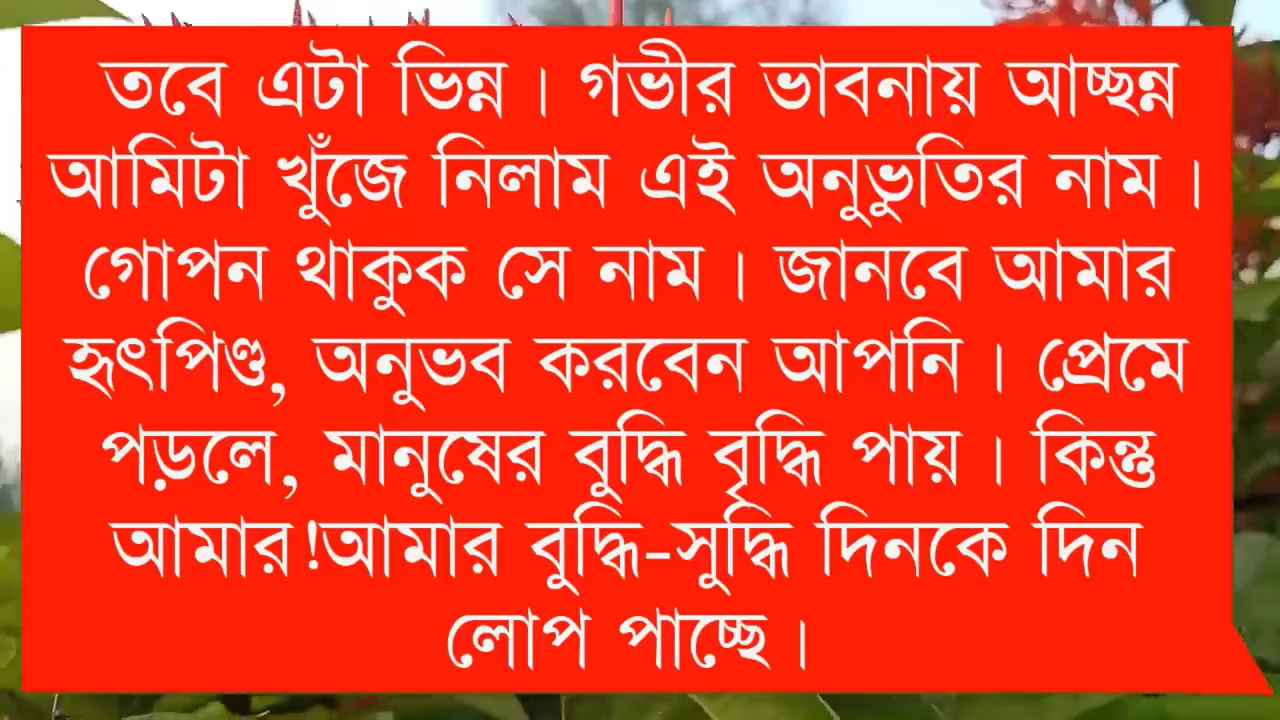 তবে এটা ভিন্ন। গভীর ভাবনায় আচ্ছন্ন
আমিটা খুঁজে নিলাম এই অনুভুতির নাম।
গোপন থাকুক সে নাম। জানবে আমার
হৃৎপিণ্ড, অনুভব করবেন আপনি। প্রেমে
পড়লে, মানুষের বুদ্ধি বৃদ্ধি পায়। কিন্তু
আমার!আমার বুদ্ধি-সুদ্ধি দিনকে দিন
লোপ পাচ্ছে।